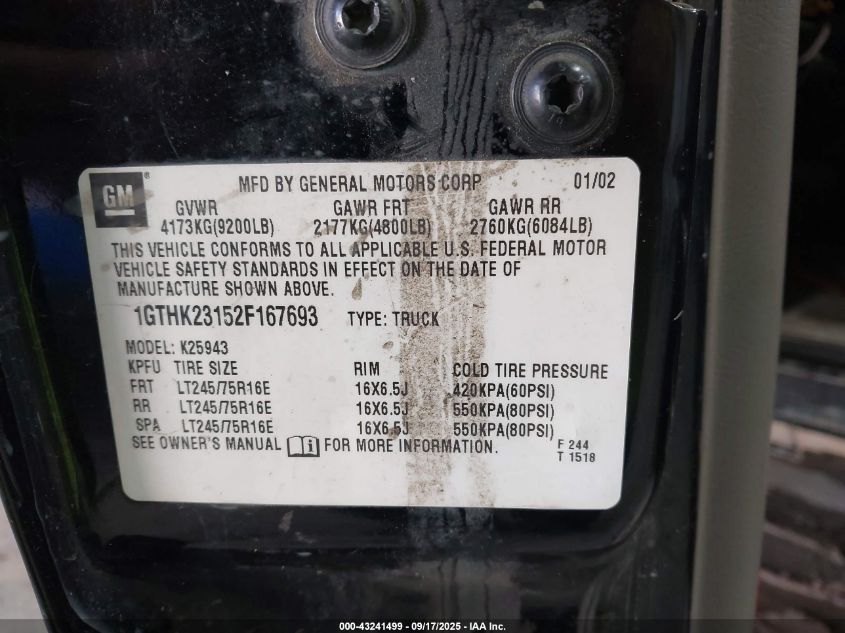 GM ® MFD BY GENERAL MOTORS CORP 01/02
GVWR GAWR FRT GAWR RR
4173KG(9200LB) 2177KG(4800LB) 2760KG(6084LB)
THIS VEHICLE CONFORMS TO ALL APPLICABLE U.S. FEDERAL MOTOR
VEHICLE SAFETY STANDARDS IN EFFECT ON THE DATE OF
MANUFACTURE SHOWN ABOVE.
1GTHK23152F167693 TYPE: TRUCK
MODEL: K25943
KPFU TIRE SIZE RIM COLD TIRE PRESSURE
FRT LT245/75R16E 16X6.5J 420KPA(60PSI)
RR LT245/75R16E 16X6.5J 550KPA(80PSI)
SPA LT245/75R16E 16X6.5J 550KPA(80PSI)
SEE OWNER'S MANUAL i FOR MORE INFORMATION.
F 244
T 1518
000-43241499 - 09/17/2025 - IAA Inc.